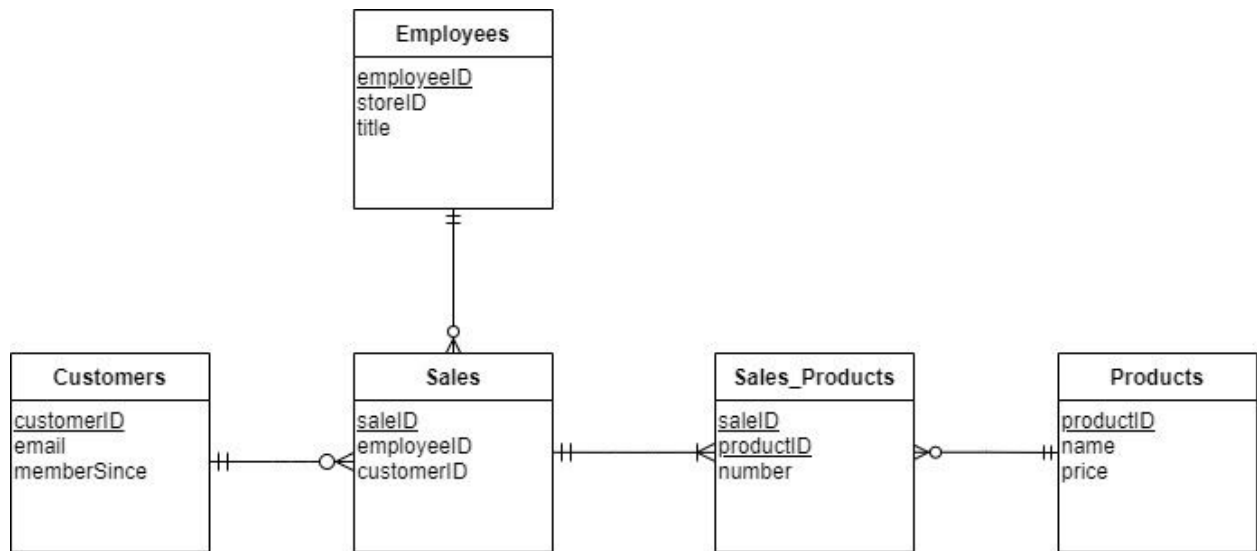 Employees
employeeID
storeID
title
Customers
customerID
email
memberSince
Sales
saleID
employeeID
customerID
Sales_Products
saleID
productID
number
Products
productID
name
price